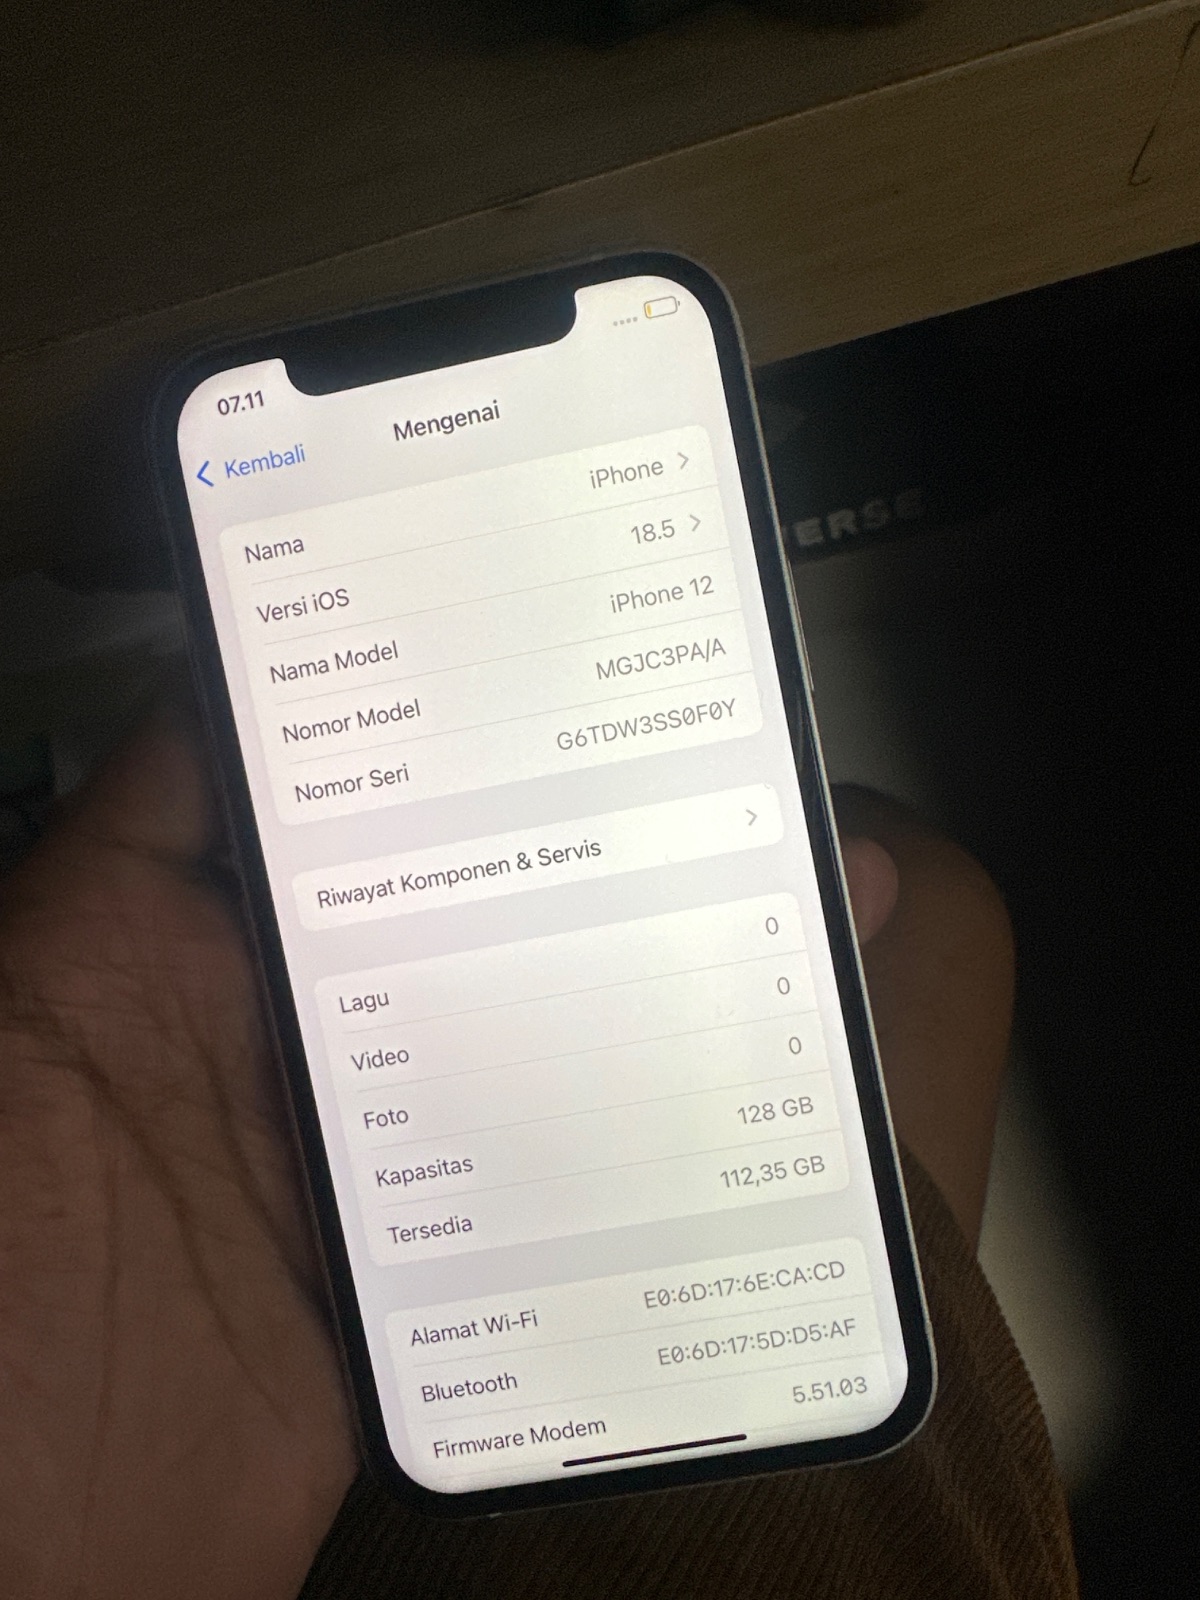 07.11
Kembali
Mengenai
Nama iPhone
Versi iOS 18.5
Nama Model iPhone 12
Nomor Model MGJC3PA/A
Nomor Seri G6TDW3SS0F0Y
Riwayat Komponen & Servis
Lagu 0
Video 0
Foto 0
Kapasitas 128 GB
Tersedia 112,35 GB
Alamat Wi-Fi E0:6D:17:6E:CA:CD
Bluetooth E0:6D:17:5D:D5:AF
Firmware Modem 5.51.03